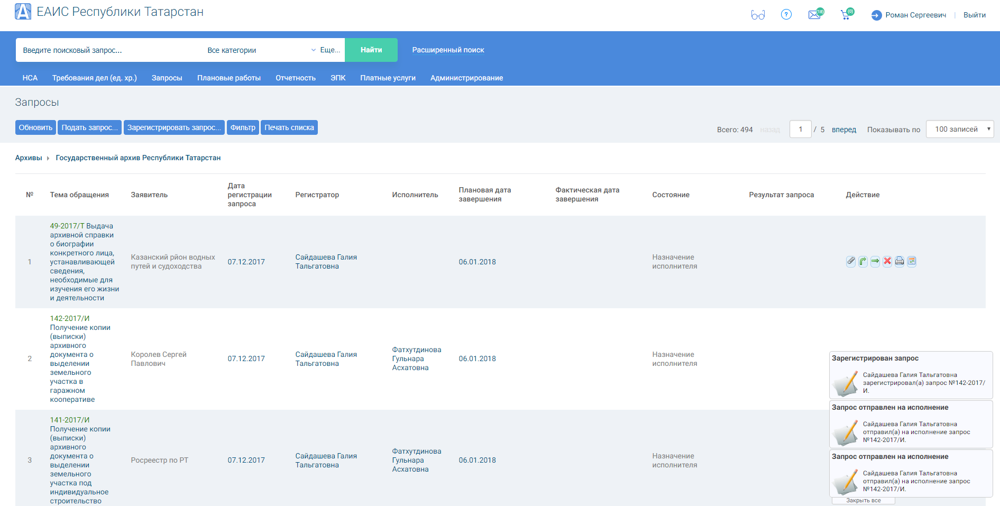 ЕАИС Республики Татарстан
(18)
(0)
Роман Сергеевич | Выйти
Введите поисковый запрос...
Все категории
Еще...
Найти
Расширенный поиск
НСА Требования дел (ед. хр.) Запросы Плановые работы Отчетность ЭПК Платные услуги Администрирование
Запросы
Обновить Подать запрос... Зарегистрировать запрос... Фильтр Печать списка
Всего: 494 назад 1 / 5 вперед Показывать по 100 записей
Архивы Государственный архив Республики Татарстан
№
Тема обращения
Заявитель
Дата
регистрации
запроса
Регистратор
Исполнитель
Плановая дата
завершения
Фактическая дата
завершения
Состояние
Результат запроса
Действие
1
49-2017/Т Выдача
архивной справки
о биографии
конкретного лица,
устанавливающей
сведения,
необходимые для
изучения его жизни
и деятельности
Казанский рйон водных
путей и судоходства
07.12.2017
Сайдашева Галия
Тальгатовна
06.01.2018
Назначение
исполнителя
2
142-2017/И
Получение копии
(выписки)
архивного
документа о
выделении
земельного
участка в
гаражном
кооперативе
Королев Сергей
Павлович
07.12.2017
Сайдашева Галия
Тальгатовна
Фатхутдинова
Гульнара
Асхатовна
06.01.2018
Назначение
исполнителя
3
141-2017/И
Получение копии
(выписки)
архивного
документа о
выделении
земельного
участка под
индивидуальное
строительство
Росреестр по РТ
07.12.2017
Сайдашева Галия
Тальгатовна
Фатхутдинова
Гульнара
Асхатовна
06.01.2018
Назначение
исполнителя
Зарегистрирован запрос
Сайдашева Галия Тальгатовна
зарегистрировал(а) запрос №142-2017/
И.
Запрос отправлен на исполнение
Сайдашева Галия Тальгатовна
отправил(а) на исполнение запрос
№142-2017/И.
Запрос отправлен на исполнение
Сайдашева Галия Тальгатовна
отправил(а) на исполнение запрос
№142-2017/И.
Закрыть все